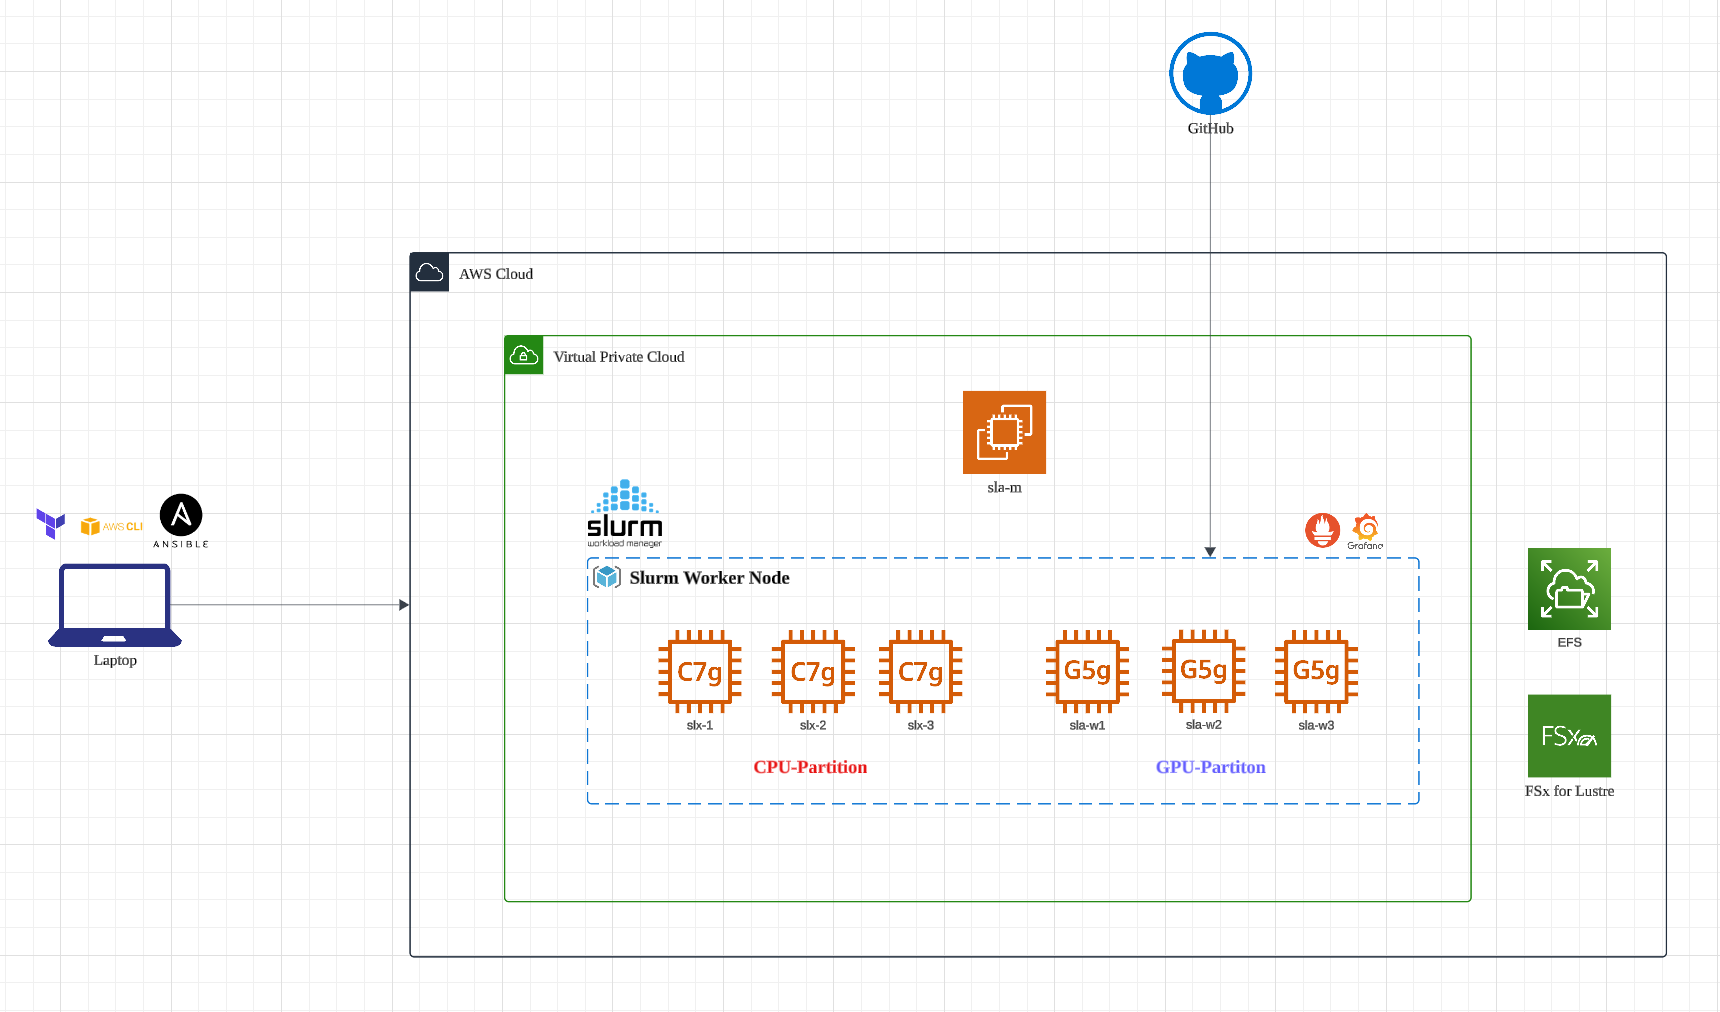 GitHub
AWS Cloud
Virtual Private Cloud
sla-m
AWS CLI
ANSIBLE
slurm
workload manager
Grafana
Slurm Worker Node
Laptop
EFS
C7g
C7g
C7g
G5g
G5g
G5g
slx-1
slx-2
slx-3
sla-w1
sla-w2
sla-w3
CPU-Partition
GPU-Partiton
FSx
FSx for Lustre